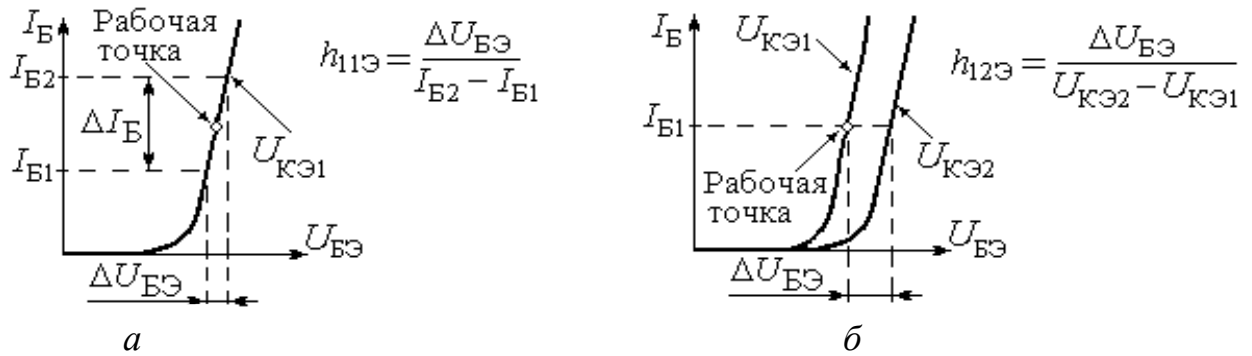 I_Б
Рабочая
точка
I_Б2
ΔI_Б
I_Б1
U_КЭ1
U_БЭ
ΔU_БЭ
h_11Э = ΔU_БЭ / (I_Б2 − I_Б1)
а
I_Б
U_КЭ1
I_Б1
U_КЭ2
Рабочая
точка
U_БЭ
ΔU_БЭ
h_12Э = ΔU_БЭ / (U_КЭ2 − U_КЭ1)
б